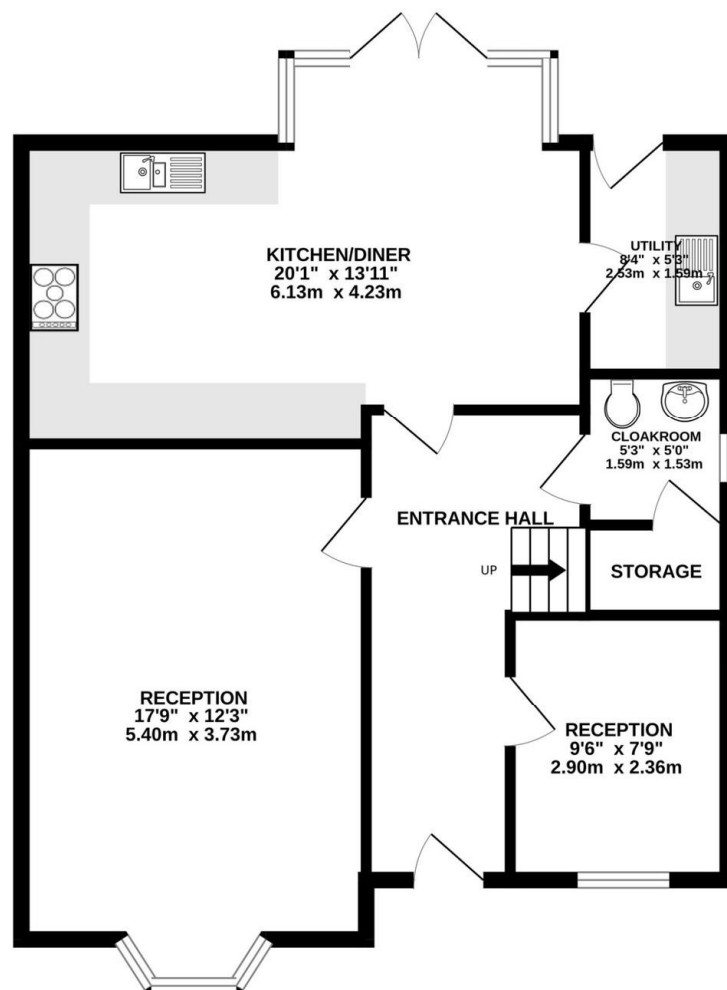 KITCHEN/DINER
20'1" x 13'11"
6.13m x 4.23m
UTILITY
8'4" x 5'3"
2.53m x 1.59m
CLOAKROOM
5'3" x 5'0"
1.59m x 1.53m
ENTRANCE HALL
UP
STORAGE
RECEPTION
17'9" x 12'3"
5.40m x 3.73m
RECEPTION
9'6" x 7'9"
2.90m x 2.36m